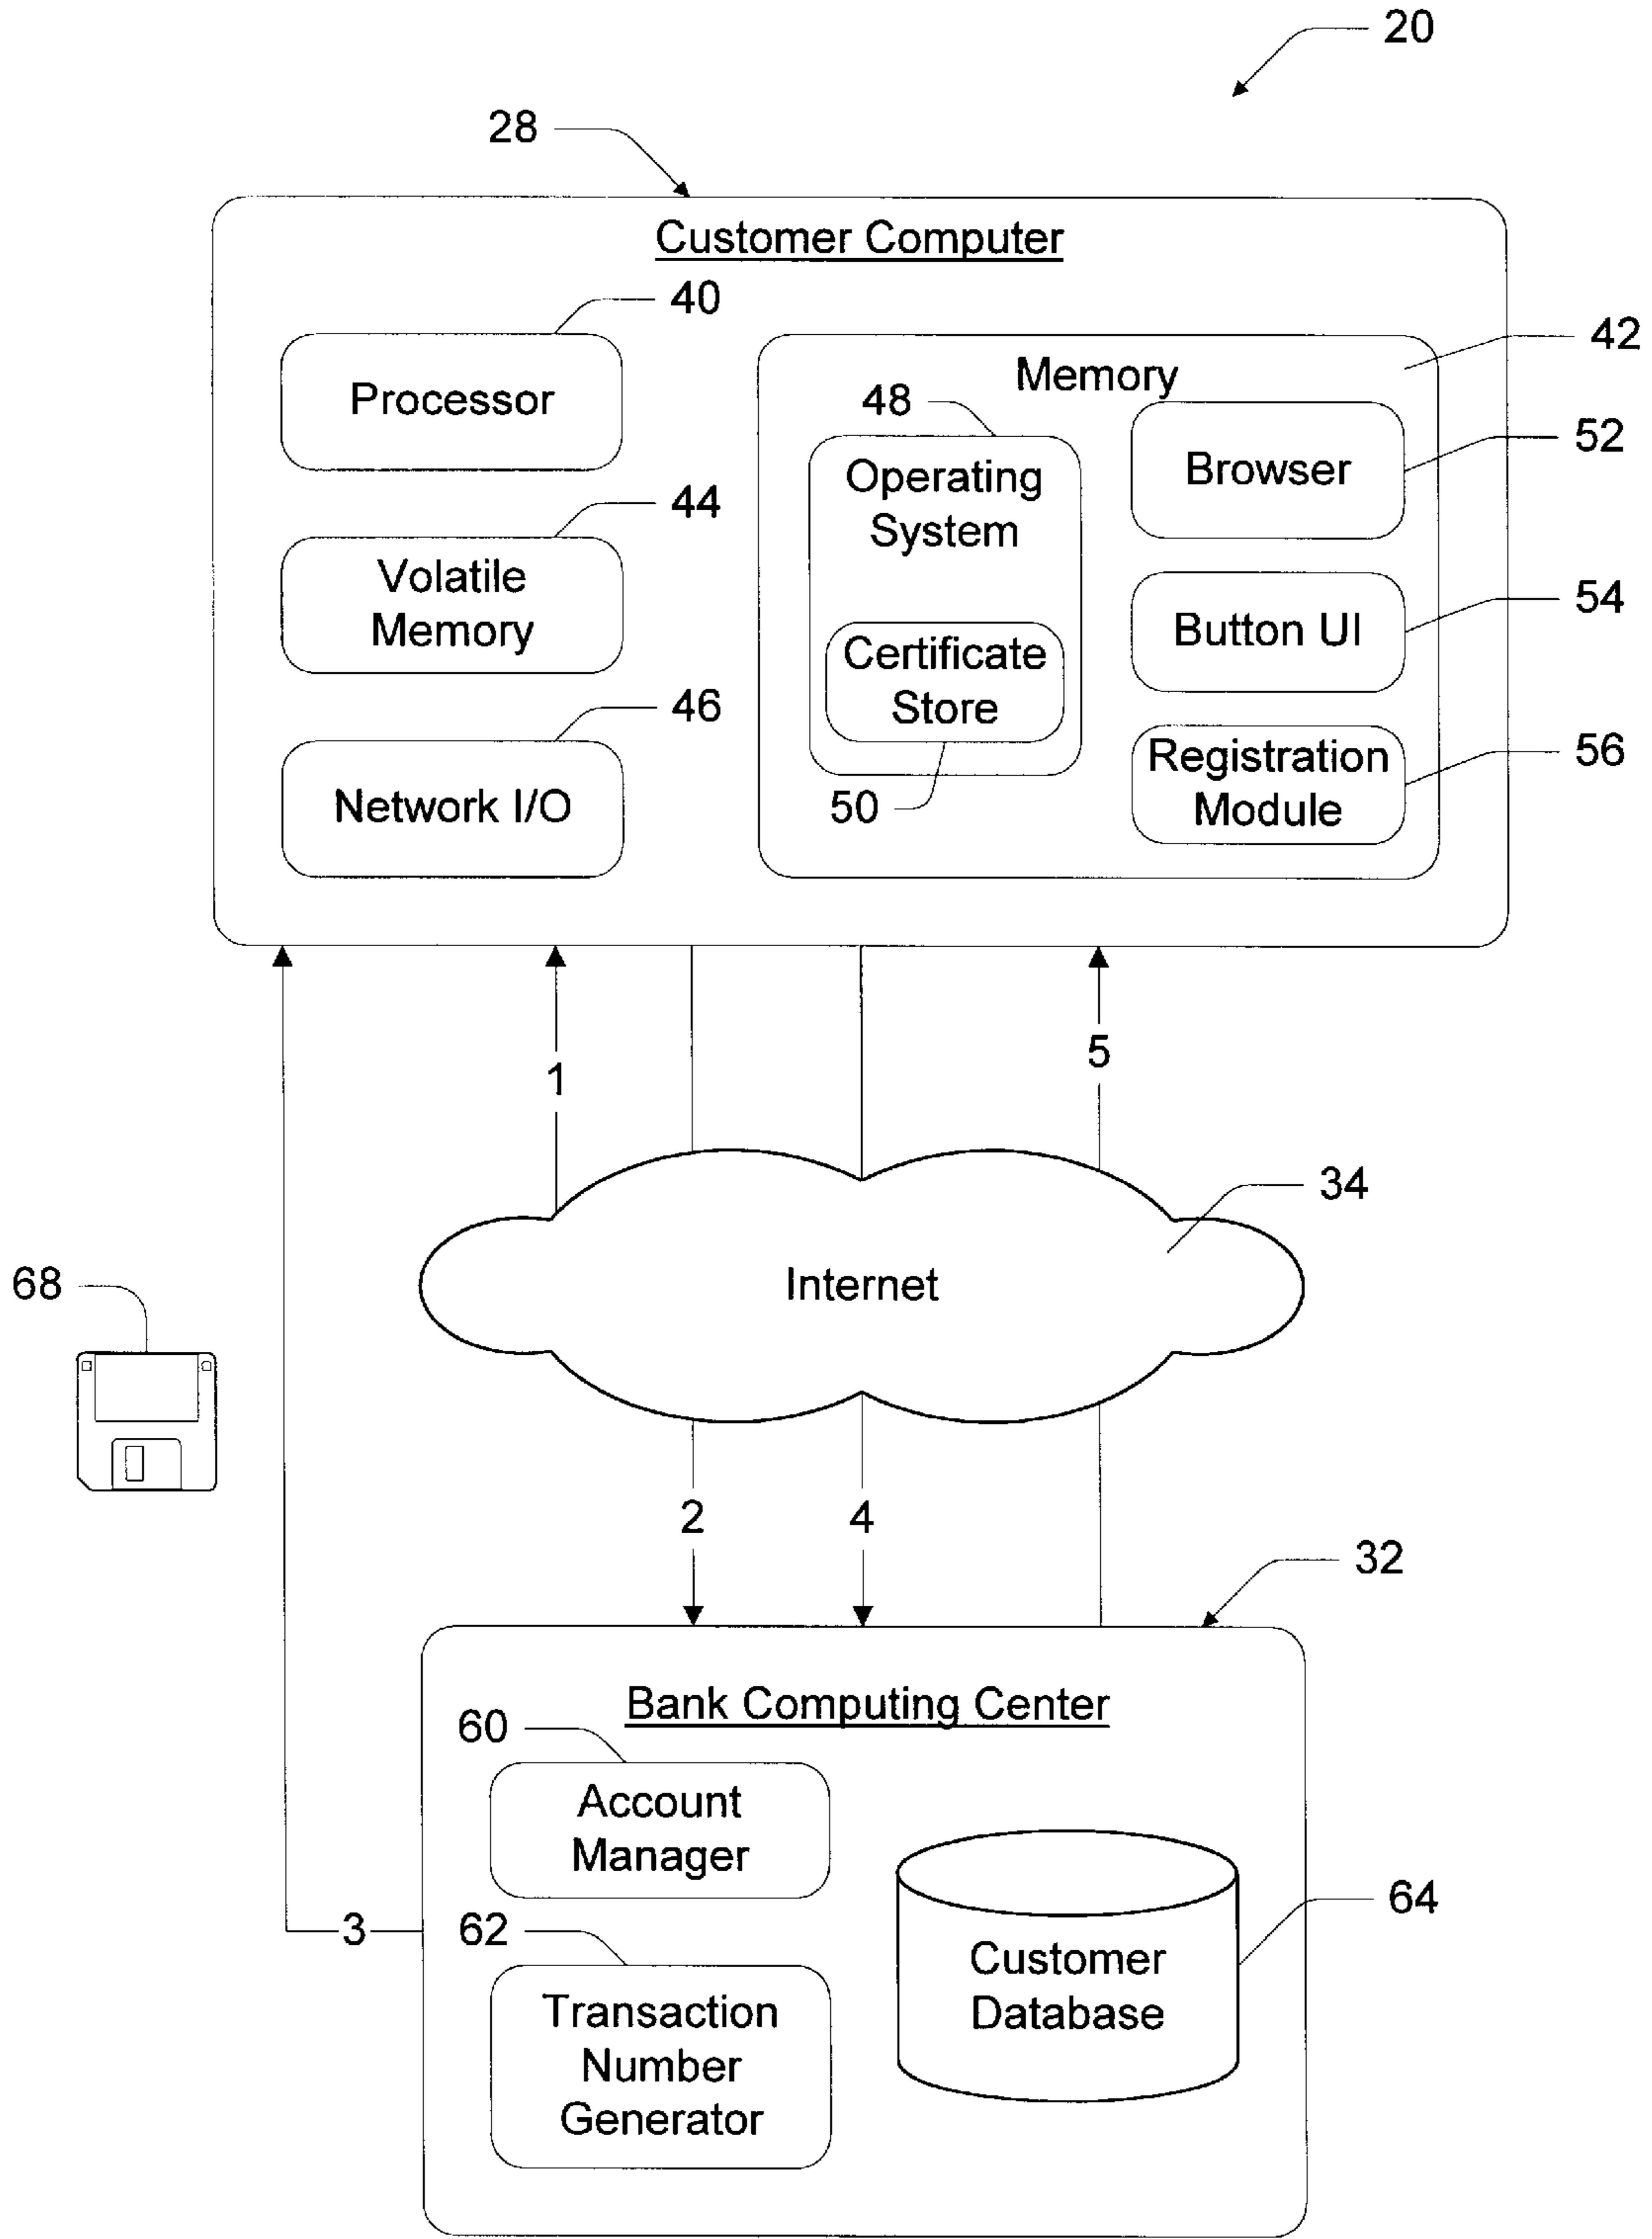 20
28
Customer Computer
40
Processor
42
Memory
48
Operating
System
52
Browser
44
Volatile
Memory
54
Button UI
Certificate
Store
50
46
Network I/O
56
Registration
Module
1
5
34
Internet
68
2
4
32
Bank Computing Center
60
Account
Manager
64
Customer
Database
3
62
Transaction
Number
Generator